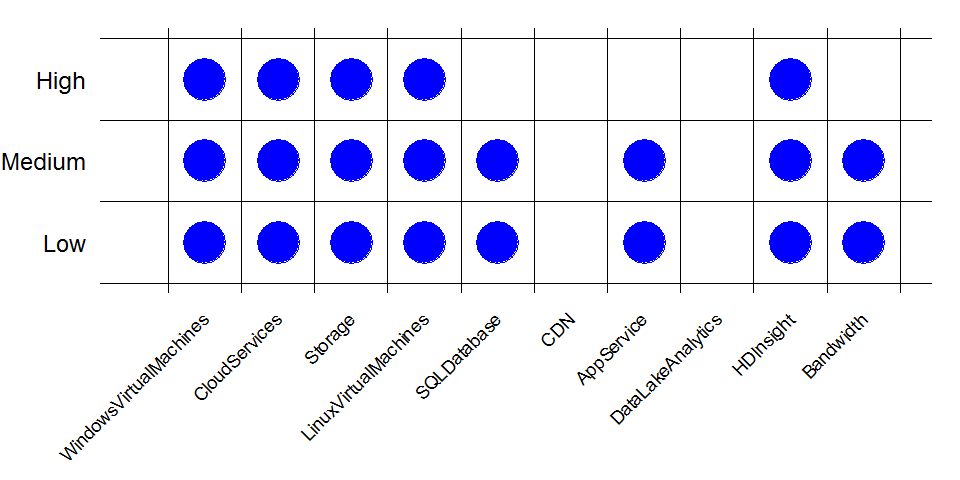 High
Medium
Low
WindowsVirtualMachines
CloudServices
Storage
LinuxVirtualMachines
SQLDatabase
CDN
AppService
DataLakeAnalytics
HDInsight
Bandwidth